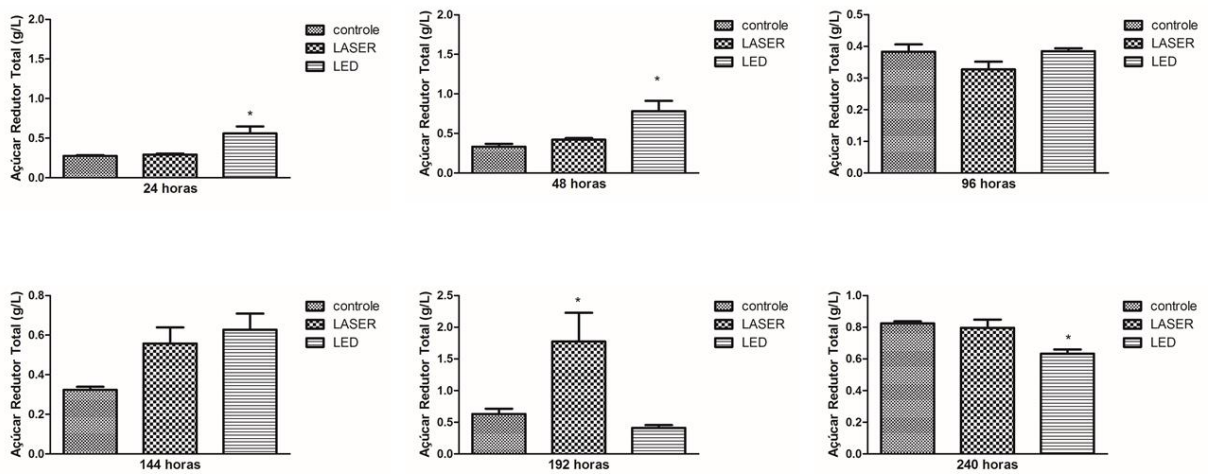 Açúcar Redutor Total (g/L)
2.0
1.5
1.0
0.5
0.0
*
24 horas
controle
LASER
LED
Açúcar Redutor Total (g/L)
2.0
1.5
1.0
0.5
0.0
*
48 horas
controle
LASER
LED
Açúcar Redutor Total (g/L)
0.5
0.4
0.3
0.2
0.1
0.0
96 horas
controle
LASER
LED
Açúcar Redutor Total (g/L)
0.8
0.6
0.4
0.2
0.0
144 horas
controle
LASER
LED
Açúcar Redutor Total (g/L)
2.5
2.0
1.5
1.0
0.5
0.0
*
192 horas
controle
LASER
LED
Açúcar Redutor Total (g/L)
1.0
0.8
0.6
0.4
0.2
0.0
*
240 horas
controle
LASER
LED